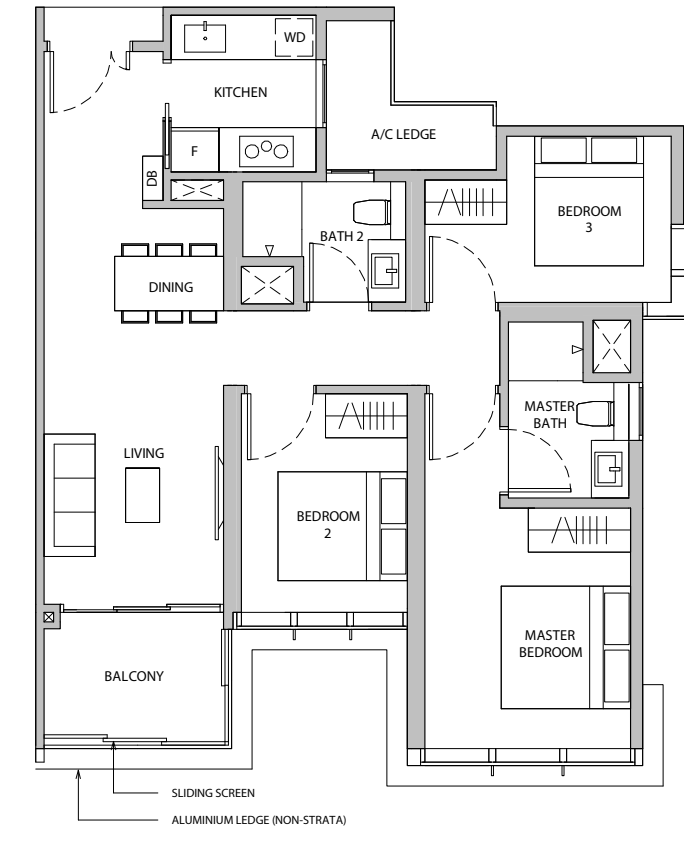 WD
KITCHEN
A/C LEDGE
F
DB
BEDROOM
3
BATH 2
DINING
MASTER
BATH
LIVING
BEDROOM
2
MASTER
BEDROOM
BALCONY
SLIDING SCREEN
ALUMINIUM LEDGE (NON-STRATA)